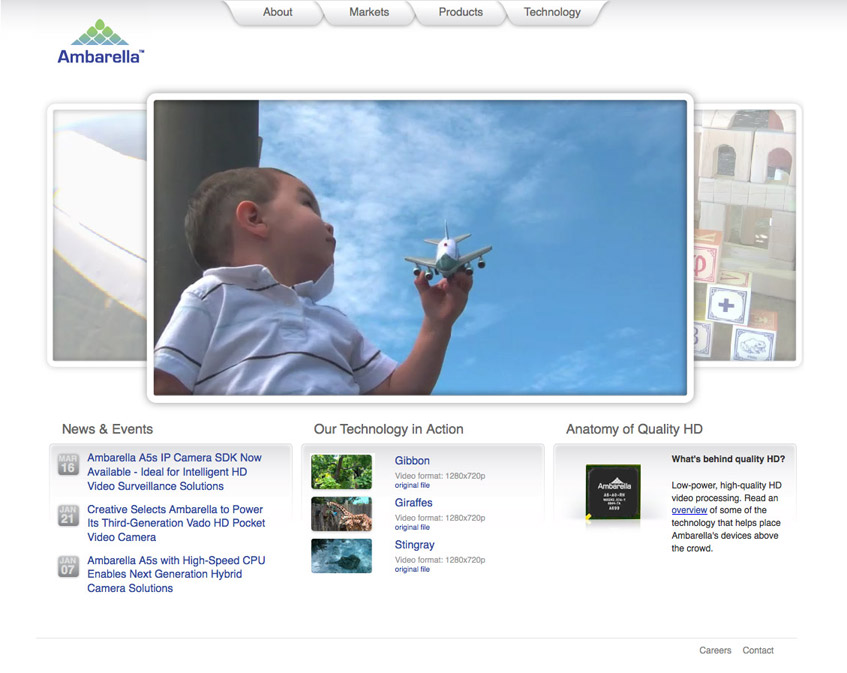 About Markets Products Technology
Ambarella™
News & Events
MAR
16
Ambarella A5s IP Camera SDK Now
Available - Ideal for Intelligent HD
Video Surveillance Solutions
JAN
21
Creative Selects Ambarella to Power
Its Third-Generation Vado HD Pocket
Video Camera
JAN
07
Ambarella A5s with High-Speed CPU
Enables Next Generation Hybrid
Camera Solutions
Our Technology in Action
Gibbon
Video format: 1280x720p
original file
Giraffes
Video format: 1280x720p
original file
Stingray
Video format: 1280x720p
original file
Anatomy of Quality HD
Ambarella
What's behind quality HD?
Low-power, high-quality HD
video processing. Read an
overview of some of the
technology that helps place
Ambarella's devices above
the crowd.
Careers Contact